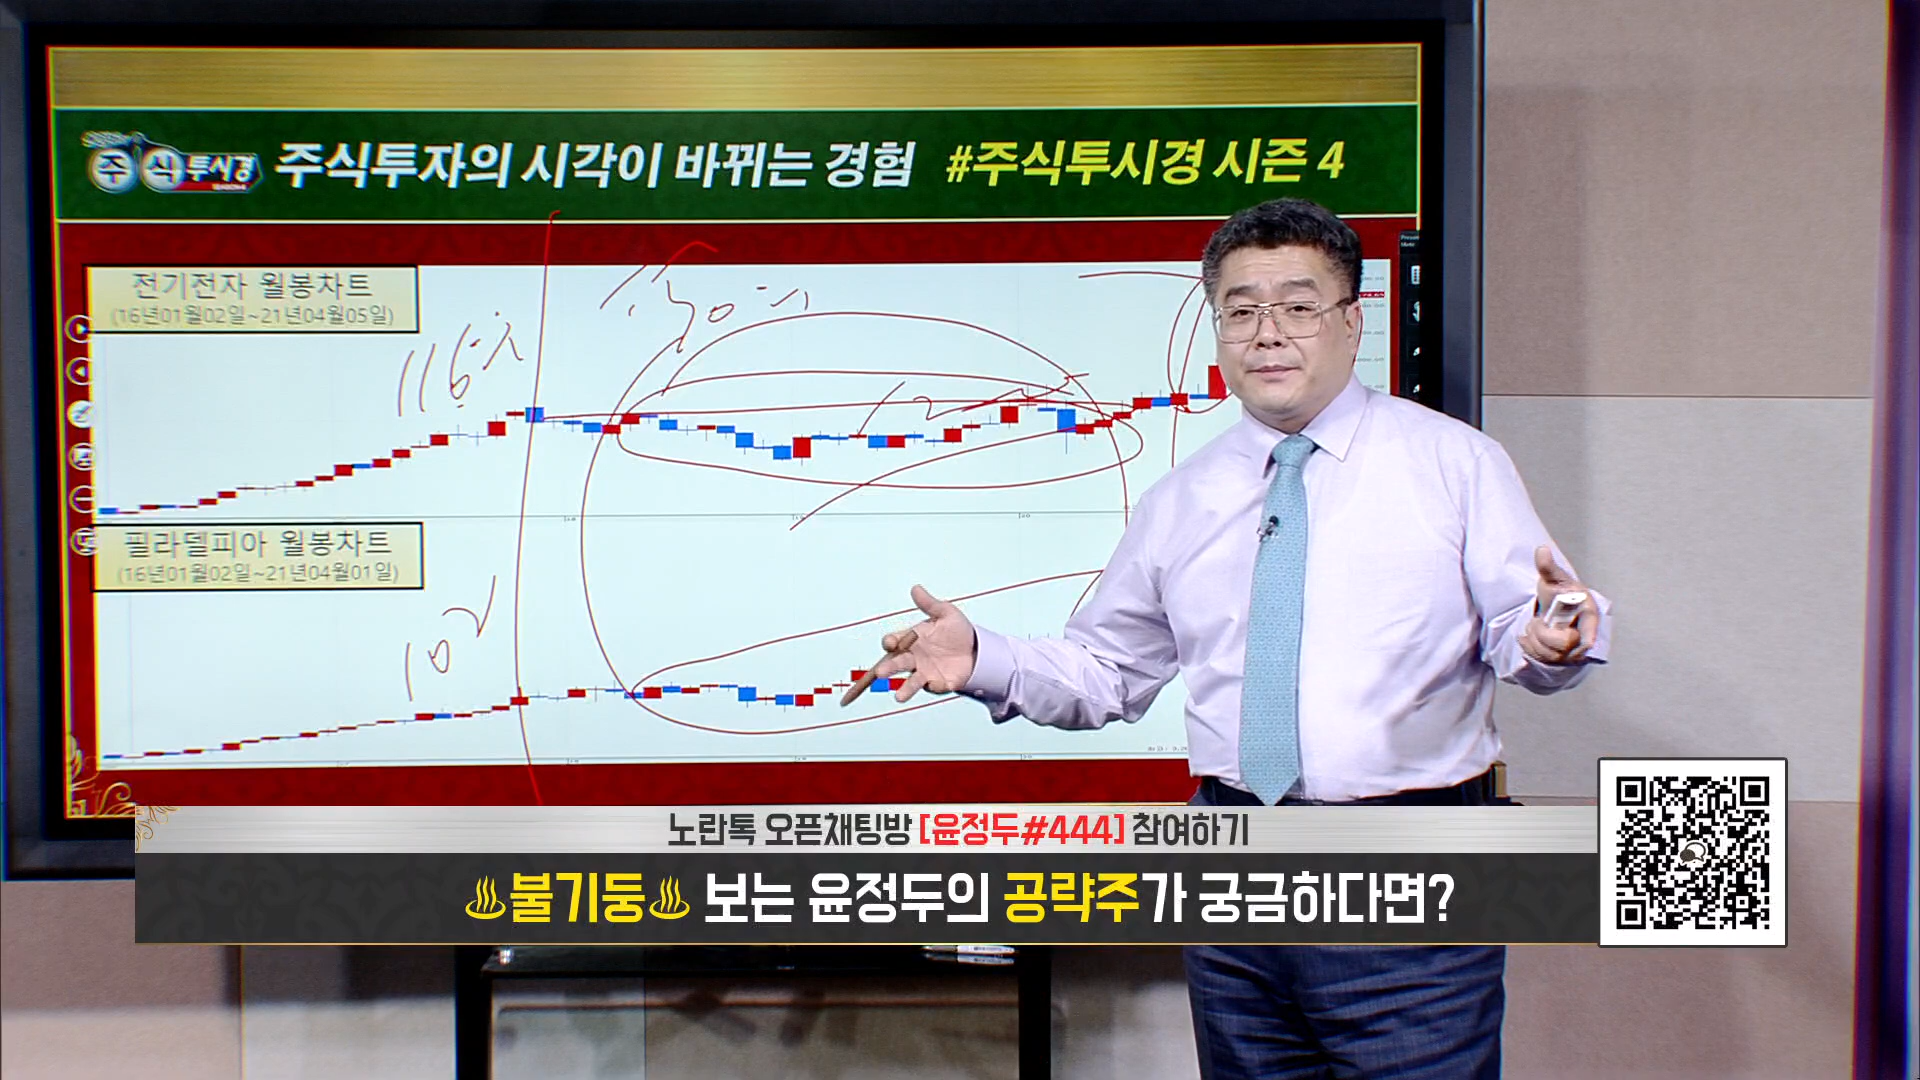 주식투시경 주식투자의 시각이 바뀌는 경험 #주식투시경 시즌 4
전기전자 월봉차트
(16년01월02일~21년04월05일)
116%
필라델피아 월봉차트
(16년01월02일~21년04월01일)
노란톡 오픈채팅방 [윤정두#444] 참여하기
♨불기둥♨ 보는 윤정두의 공략주가 궁금하다면?